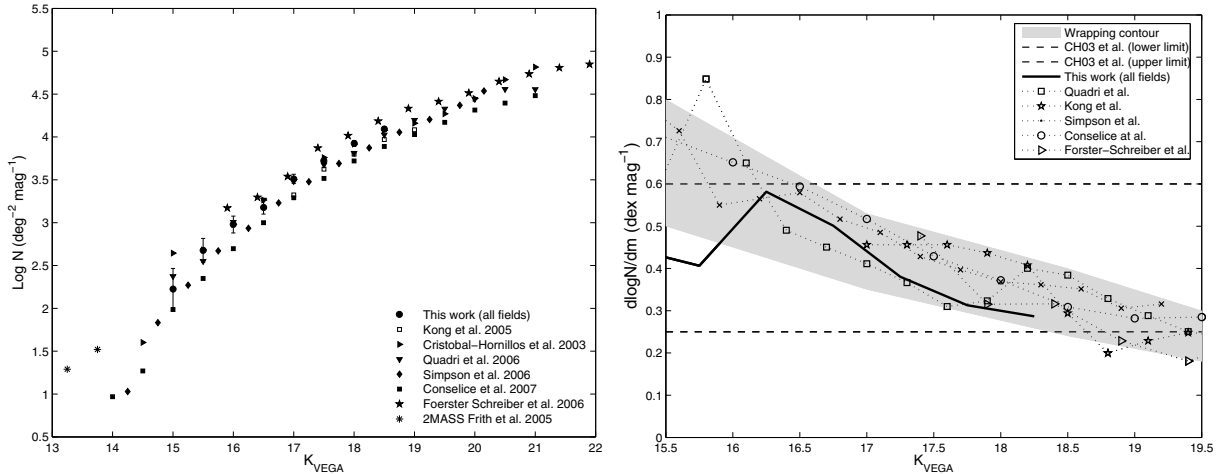 5
4.5
4
3.5
3
2.5
2
1.5
1
0.5
Log N (deg⁻² mag⁻¹)
13 14 15 16 17 18 19 20 21 22
K_VEGA
This work (all fields)
Kong et al. 2005
Cristobal−Hornillos et al. 2003
Quadri et al. 2006
Simpson et al. 2006
Conselice et al. 2007
Foerster Schreiber et al. 2006
2MASS Frith et al. 2005
1
0.9
0.8
0.7
0.6
0.5
0.4
0.3
0.2
0.1
0
dlogN/dm (dex mag⁻¹)
15.5 16 16.5 17 17.5 18 18.5 19 19.5
K_VEGA
Wrapping contour
CH03 et al. (lower limit)
CH03 et al. (upper limit)
This work (all fields)
Quadri et al.
Kong et al.
Simpson et al.
Conselice at al.
Forster−Schreiber et al.